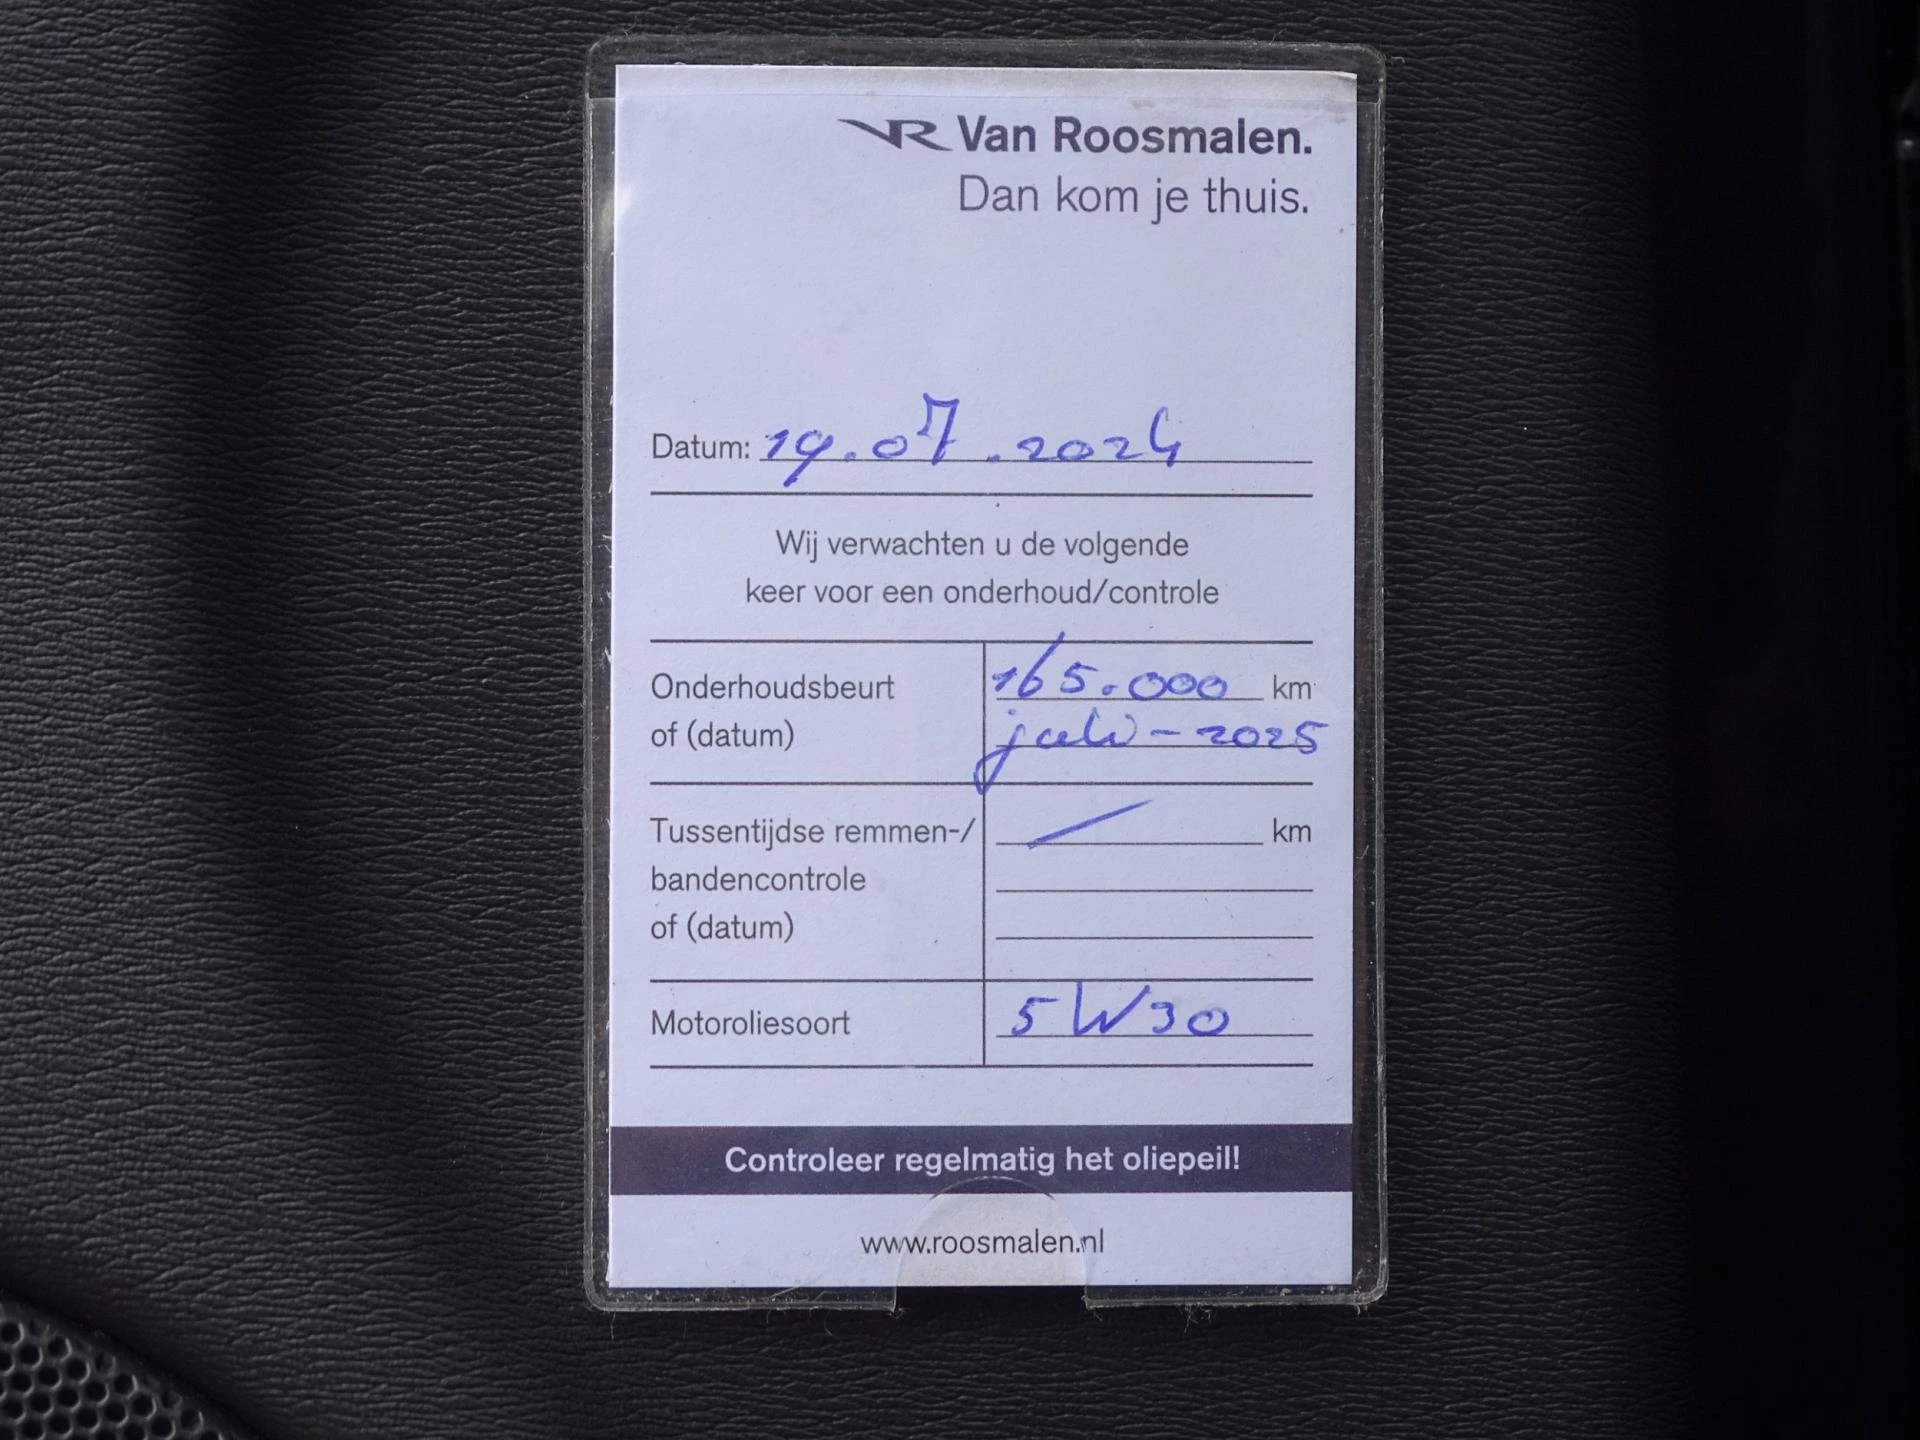 VR Van Roosmalen.
Dan kom je thuis.
Datum: 19.07.2024
Wij verwachten u de volgende
keer voor een onderhoud/controle
Onderhoudsbeurt 165.000 km
of (datum) juli-2025
Tussentijdse remmen-/ km
bandencontrole
of (datum)
Motoroliesoort 5W30
Controleer regelmatig het oliepeil!
www.roosmalen.nl